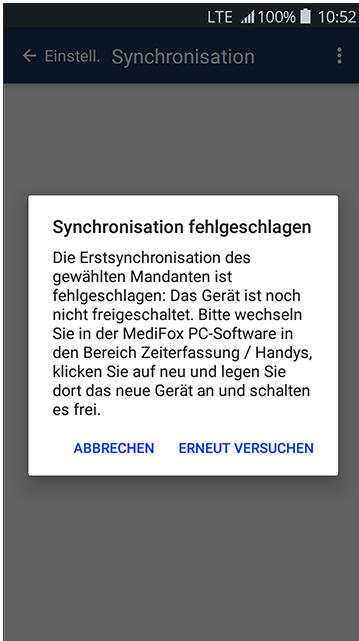 LTE 100% 10:52
Einstell. Synchronisation
Synchronisation fehlgeschlagen
Die Erstsynchronisation des
gewählten Mandanten ist
fehlgeschlagen: Das Gerät ist noch
nicht freigeschaltet. Bitte wechseln
Sie in der MediFox PC-Software in
den Bereich Zeiterfassung / Handys,
klicken Sie auf neu und legen Sie
dort das neue Gerät an und schalten
es frei.
ABBRECHEN ERNEUT VERSUCHEN